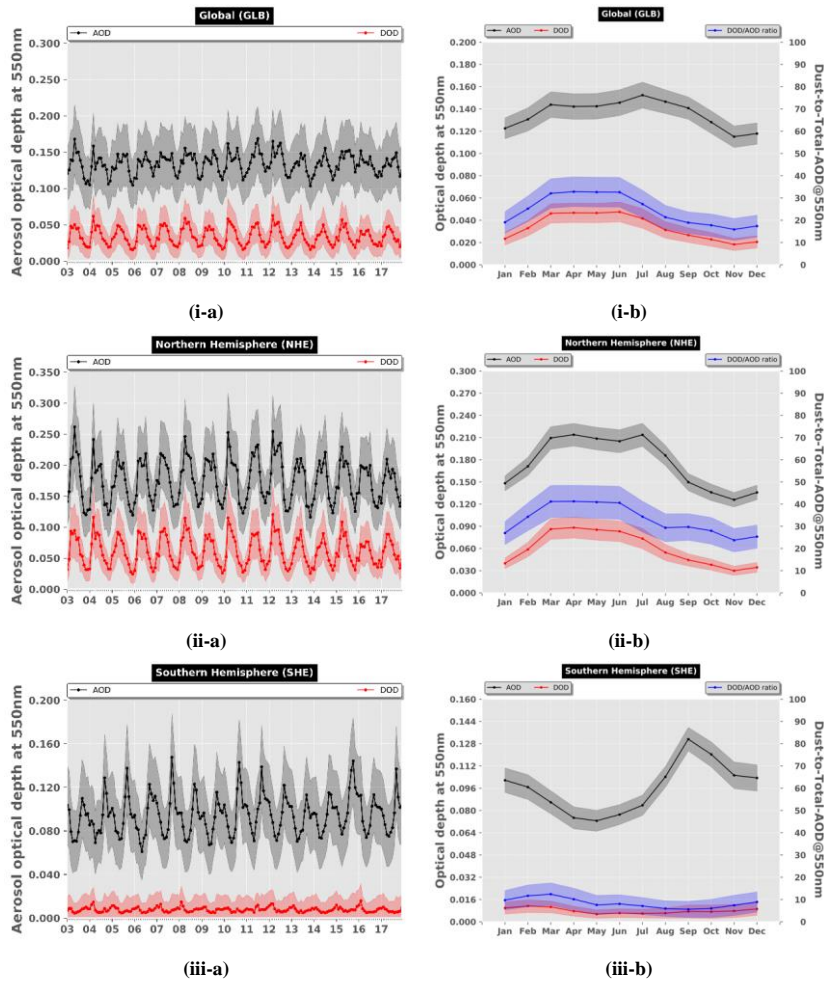 Global (GLB)
AOD DOD
Aerosol optical depth at 550nm
0.300
0.250
0.200
0.150
0.100
0.050
0.000
03 04 05 06 07 08 09 10 11 12 13 14 15 16 17
(i-a)
Global (GLB)
AOD DOD DOD/AOD ratio
Optical depth at 550nm
0.200
0.180
0.160
0.140
0.120
0.100
0.080
0.060
0.040
0.020
0.000
Jan Feb Mar Apr May Jun Jul Aug Sep Oct Nov Dec
100
90
80
70
60
50
40
30
20
10
0
Dust-to-Total-AOD@550nm
(i-b)
Northern Hemisphere (NHE)
AOD DOD
Aerosol optical depth at 550nm
0.350
0.300
0.250
0.200
0.150
0.100
0.050
0.000
03 04 05 06 07 08 09 10 11 12 13 14 15 16 17
(ii-a)
Northern Hemisphere (NHE)
AOD DOD DOD/AOD ratio
Optical depth at 550nm
0.300
0.270
0.240
0.210
0.180
0.150
0.120
0.090
0.060
0.030
0.000
Jan Feb Mar Apr May Jun Jul Aug Sep Oct Nov Dec
100
90
80
70
60
50
40
30
20
10
0
Dust-to-Total-AOD@550nm
(ii-b)
Southern Hemisphere (SHE)
AOD DOD
Aerosol optical depth at 550nm
0.200
0.160
0.120
0.080
0.040
0.000
03 04 05 06 07 08 09 10 11 12 13 14 15 16 17
(iii-a)
Southern Hemisphere (SHE)
AOD DOD DOD/AOD ratio
Optical depth at 550nm
0.160
0.144
0.128
0.112
0.096
0.080
0.064
0.048
0.032
0.016
0.000
Jan Feb Mar Apr May Jun Jul Aug Sep Oct Nov Dec
100
90
80
70
60
50
40
30
20
10
0
Dust-to-Total-AOD@550nm
(iii-b)